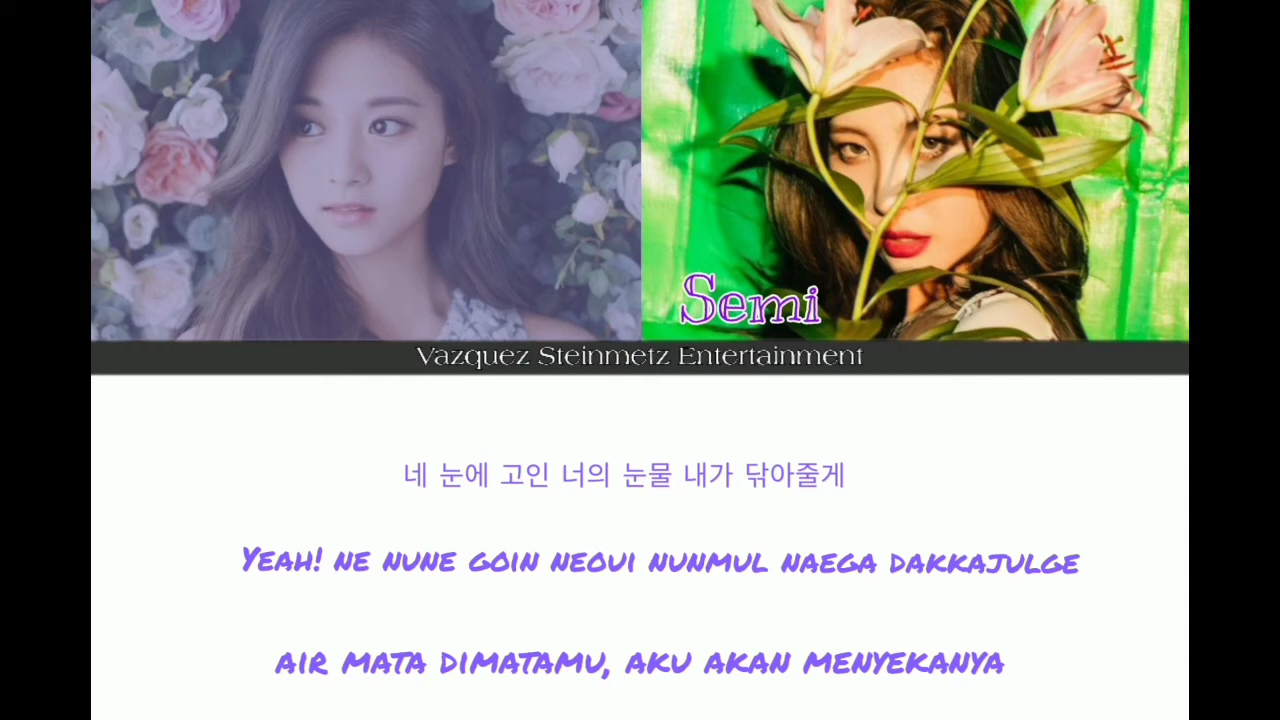 Semi
Vazquez Steinmetz Entertainment
네 눈에 고인 너의 눈물 내가 닦아줄게
Yeah! ne nune goin neoui nunmul naega dakkajulge
air mata dimatamu, aku akan menyekanya